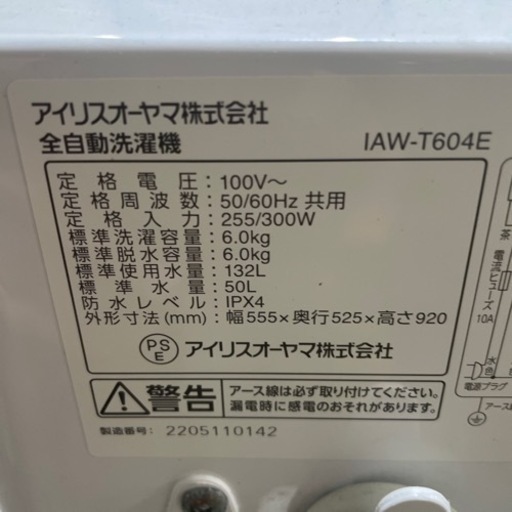 アイリスオーヤマ株式会社
全自動洗濯機 IAW-T604E
定格電圧：100V～
定格周波数：50/60Hz 共用
定格入力：255/300W
標準洗濯容量：6.0kg
標準脱水容量：6.0kg
標準使用水量：132L
標準水量：50L
防水レベル：IPX4
外形寸法(mm)：幅555×奥行525×高さ920
PSE アイリスオーヤマ株式会社
警告
アース線は必ず取り付けてください。
漏電時に感電のおそれがあります。
製造番号：2205110142
茶
電流ヒューズ
10A
水色
電源プラグ
アース線